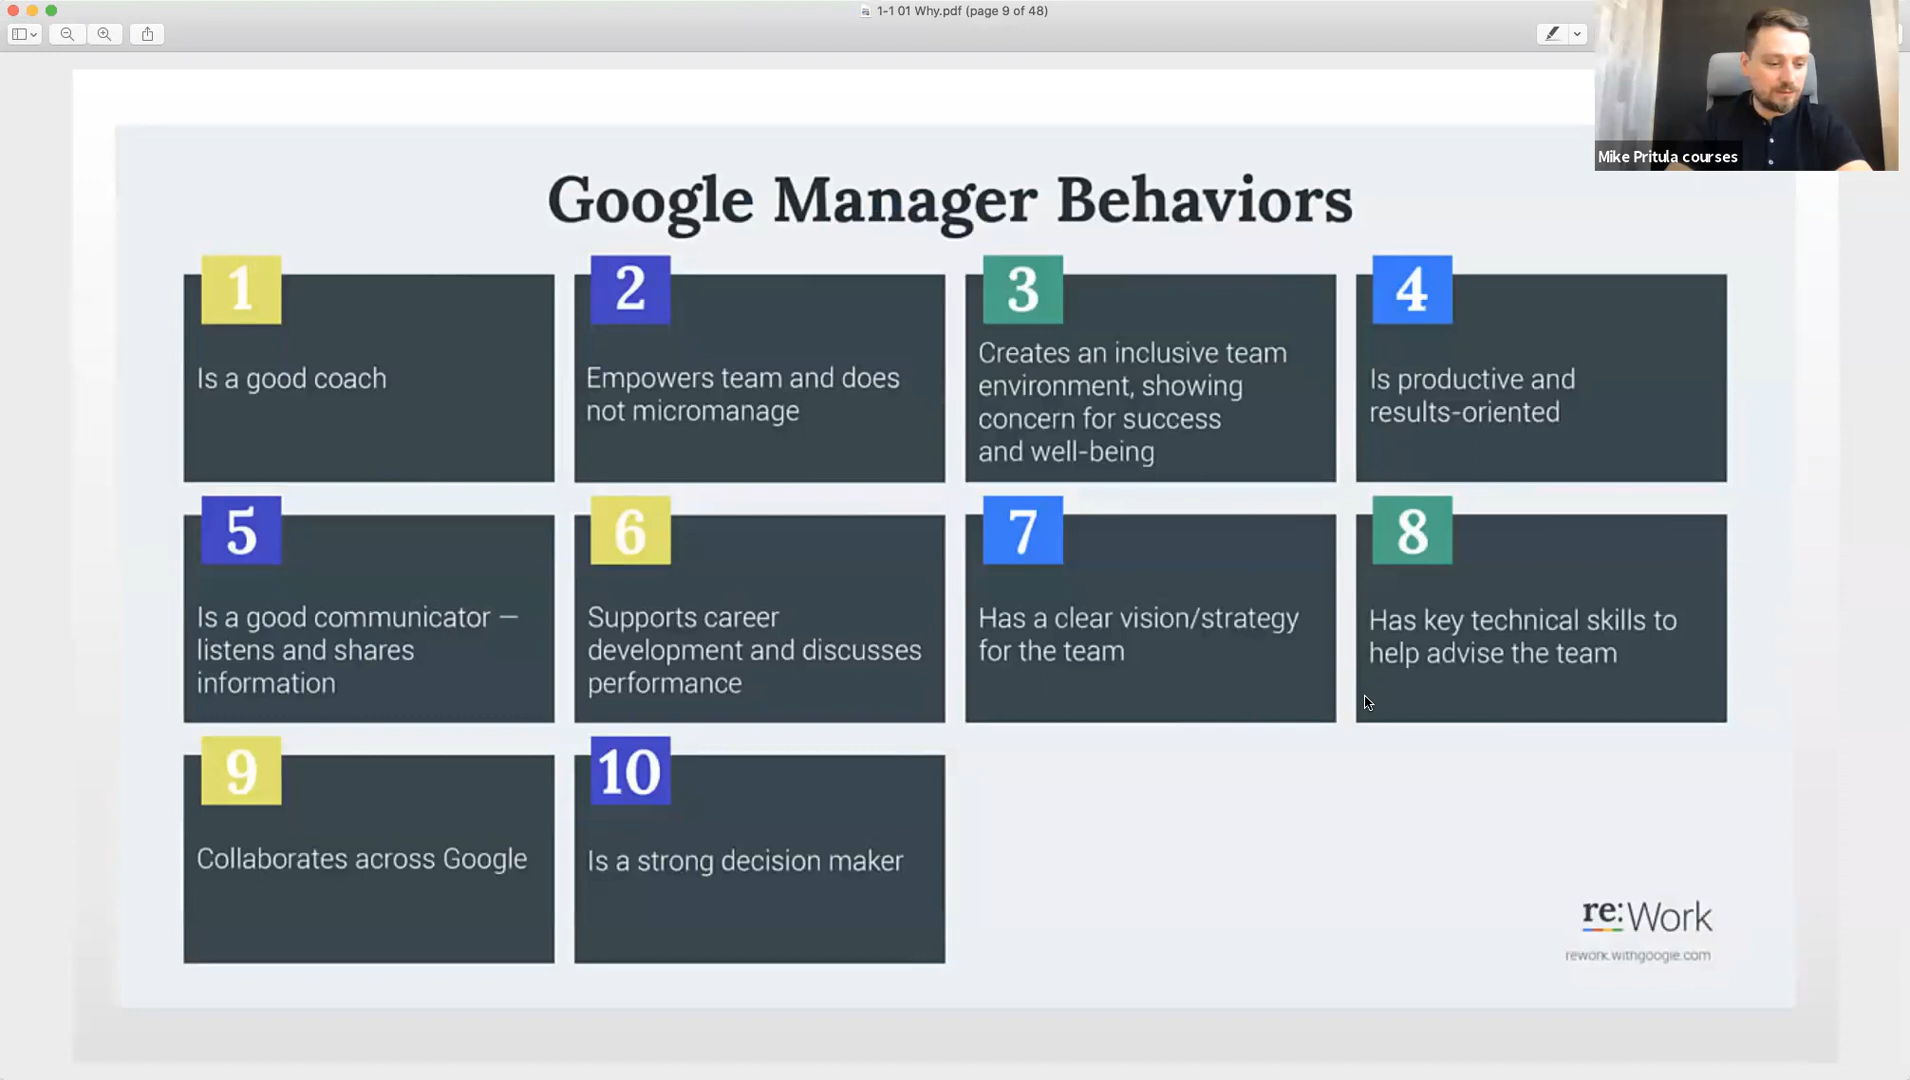 1-1 01 Why.pdf (page 9 of 48)
Mike Pritula courses
Google Manager Behaviors
1
Is a good coach
2
Empowers team and does
not micromanage
3
Creates an inclusive team
environment, showing
concern for success
and well-being
4
Is productive and
results-oriented
5
Is a good communicator —
listens and shares
information
6
Supports career
development and discusses
performance
7
Has a clear vision/strategy
for the team
8
Has key technical skills to
help advise the team
9
Collaborates across Google
10
Is a strong decision maker
re:Work
rework.withgoogle.com